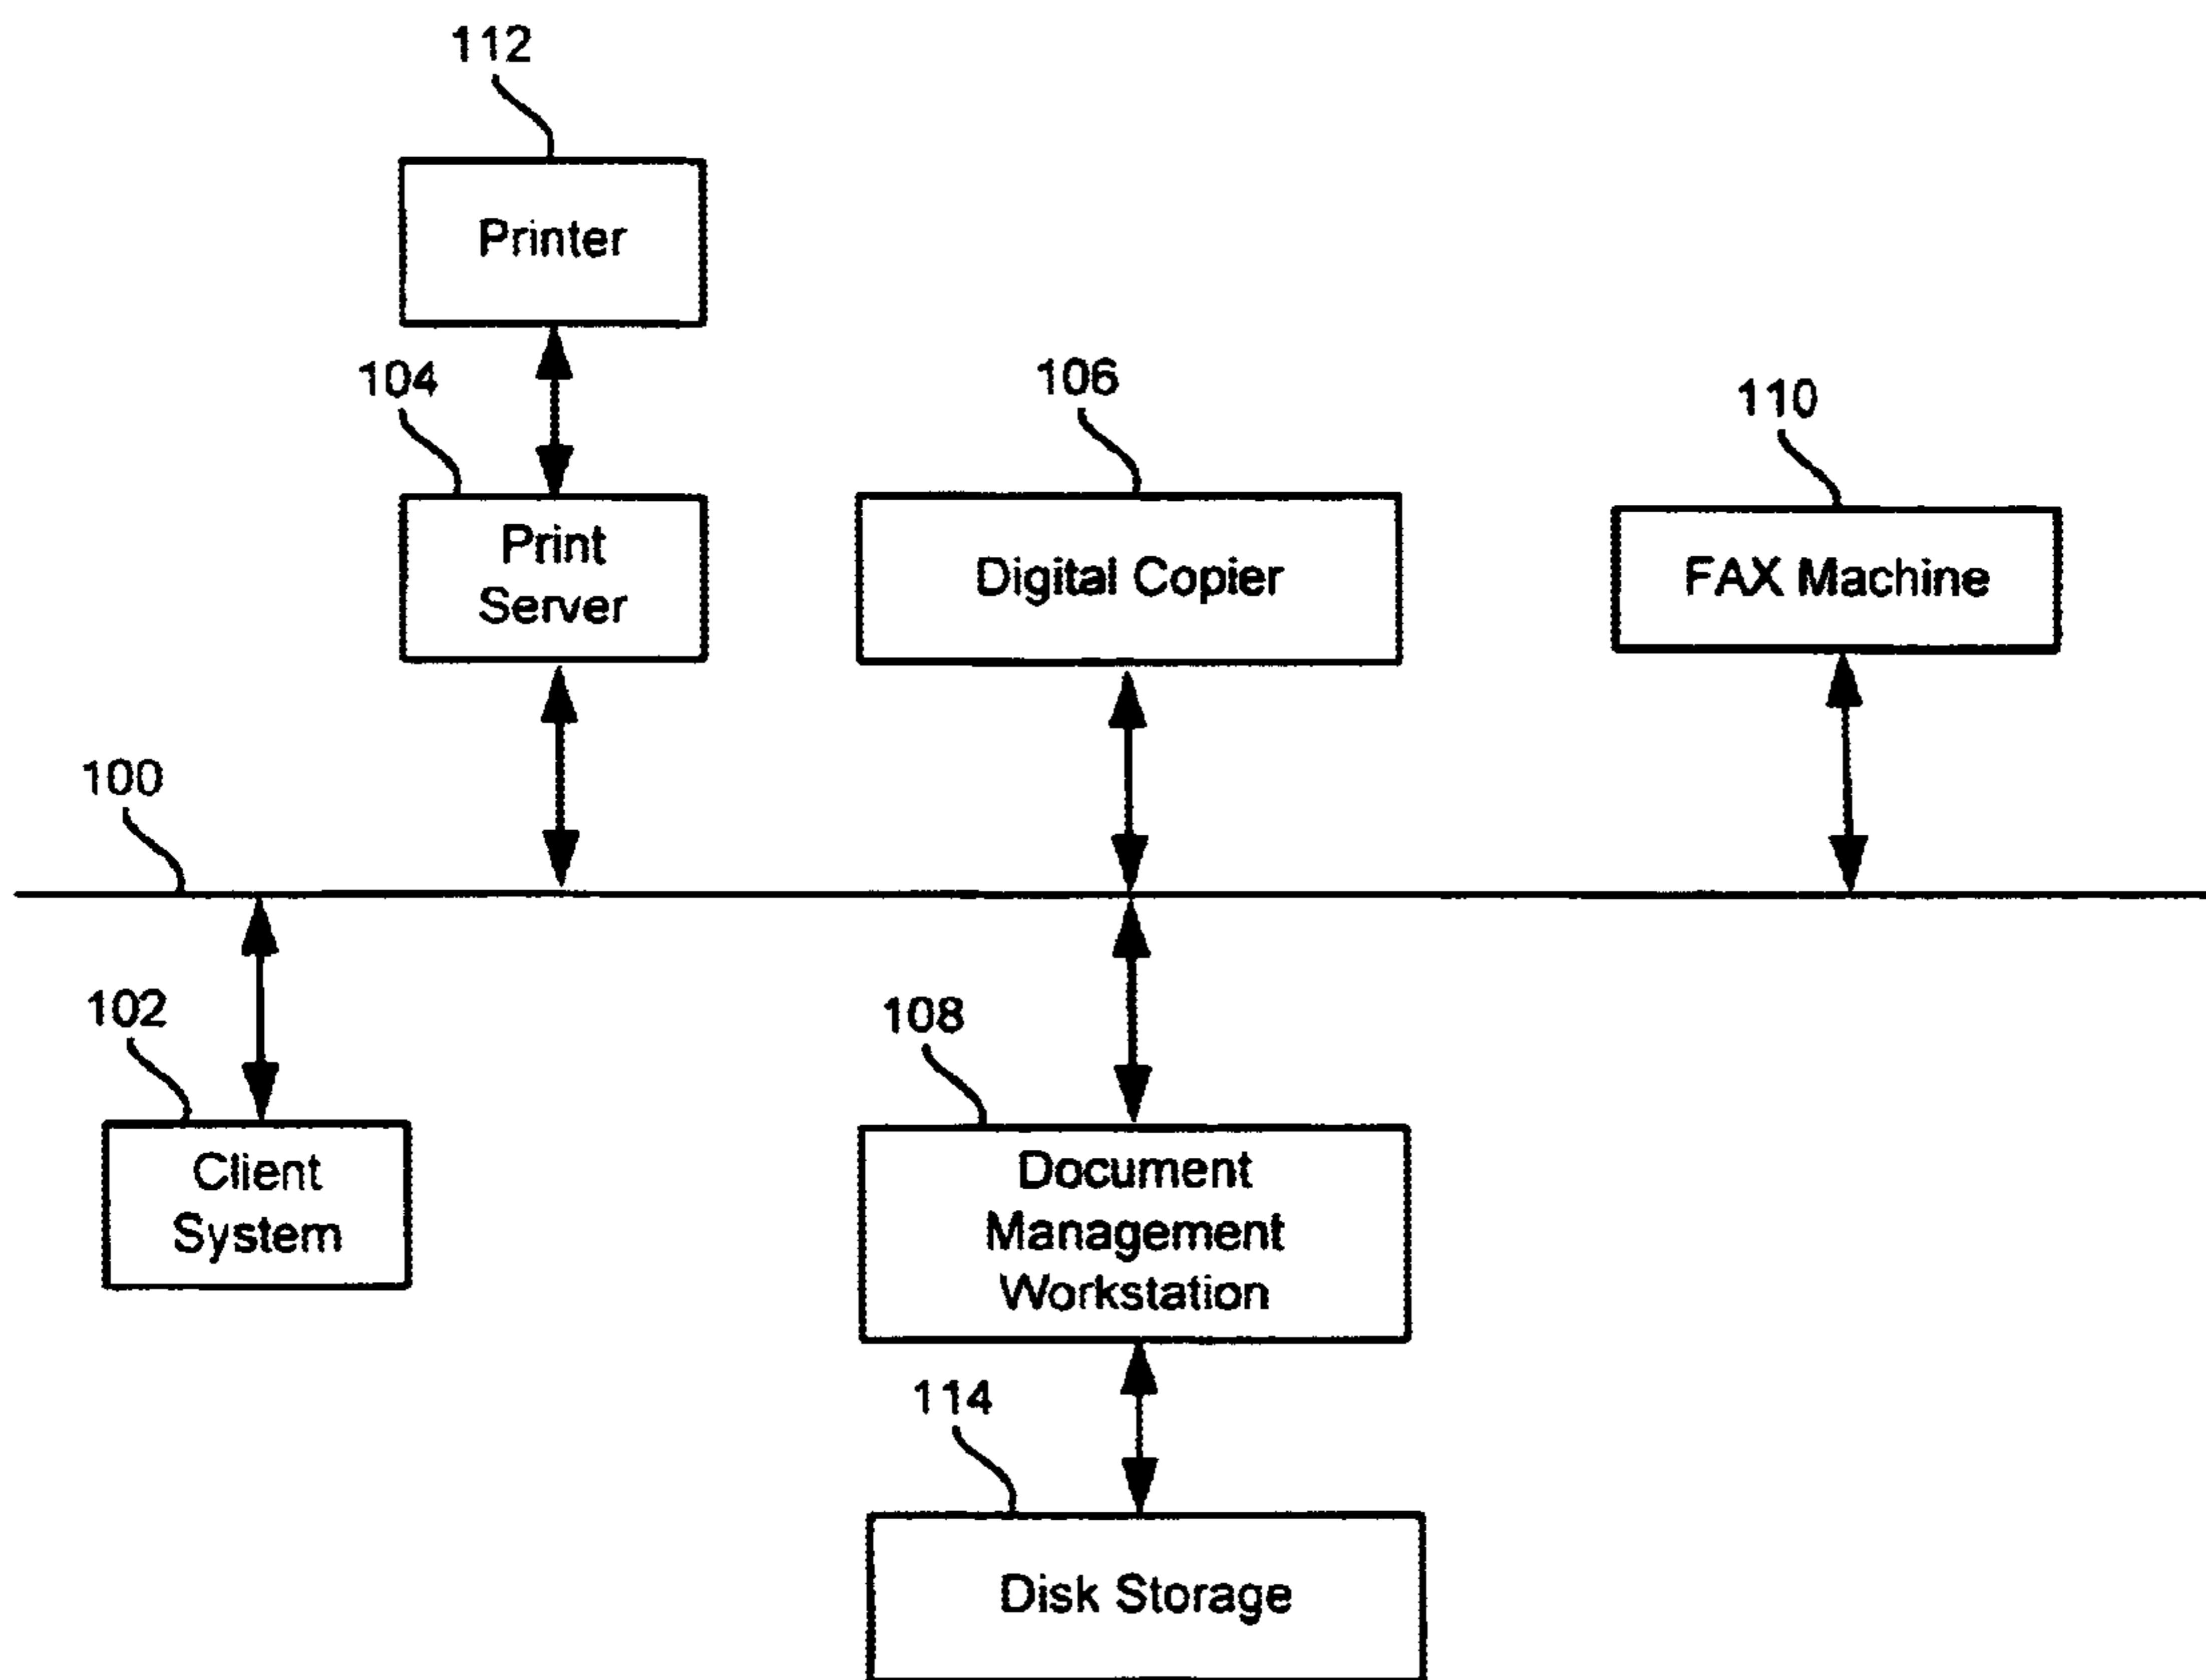 112
Printer
104
106
110
Print
Server
Digital Copier
FAX Machine
100
102
108
Client
System
Document
Management
Workstation
114
Disk Storage